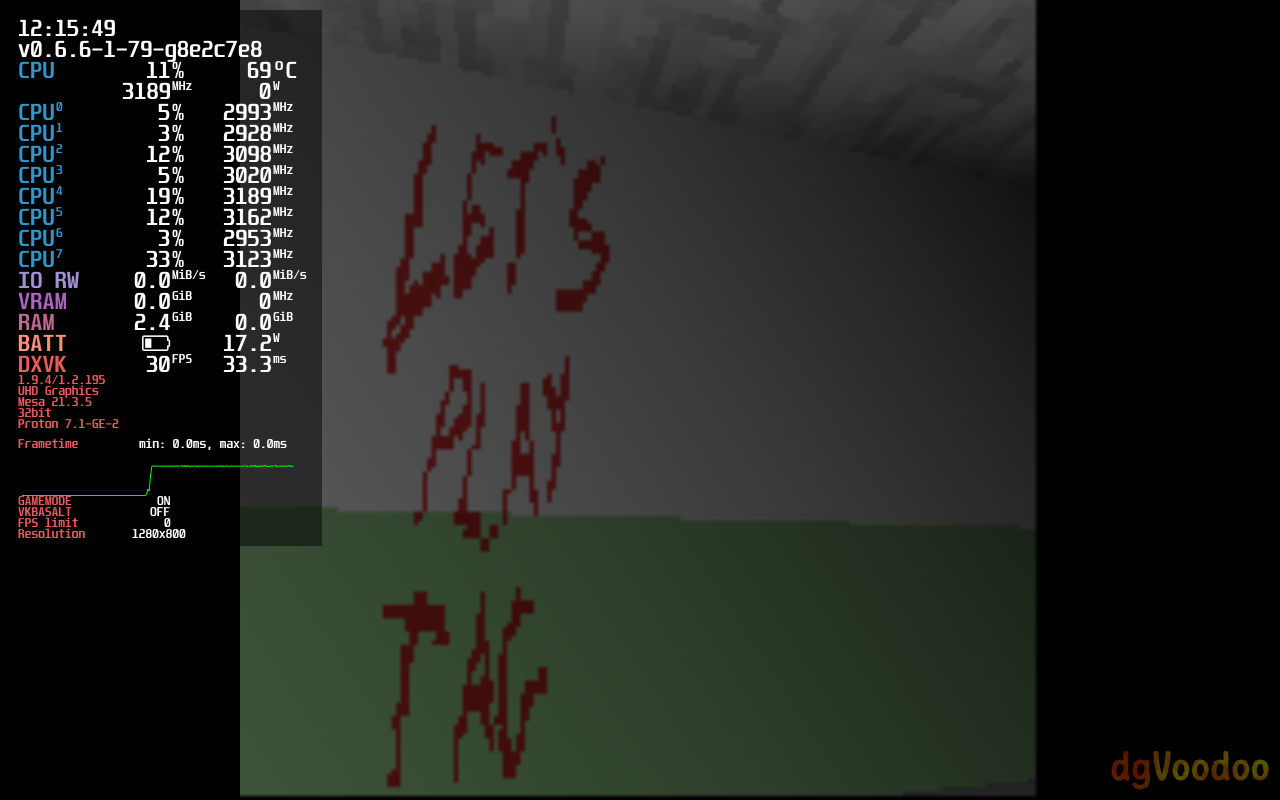 12:15:49
v0.6.6-1-79-g8e2c7e8
CPU 11% 69°C
3189MHz 0W
CPU0 5% 2993MHz
CPU1 3% 2928MHz
CPU2 12% 3098MHz
CPU3 5% 3020MHz
CPU4 19% 3189MHz
CPU5 12% 3162MHz
CPU6 3% 2953MHz
CPU7 33% 3123MHz
IO RW 0.0MiB/s 0.0MiB/s
VRAM 0.0GiB 0MHz
RAM 2.4GiB 0.0GiB
BATT 17.2W
DXVK 30FPS 33.3ms
1.9.4/1.2.195
UHD Graphics
Mesa 21.3.5
32bit
Proton 7.1-GE-2
Frametime min: 0.0ms, max: 0.0ms
GAMEMODE ON
VKBASALT OFF
FPS limit 0
Resolution 1280x800
LET'S
PLAY
TAG
dgVoodoo